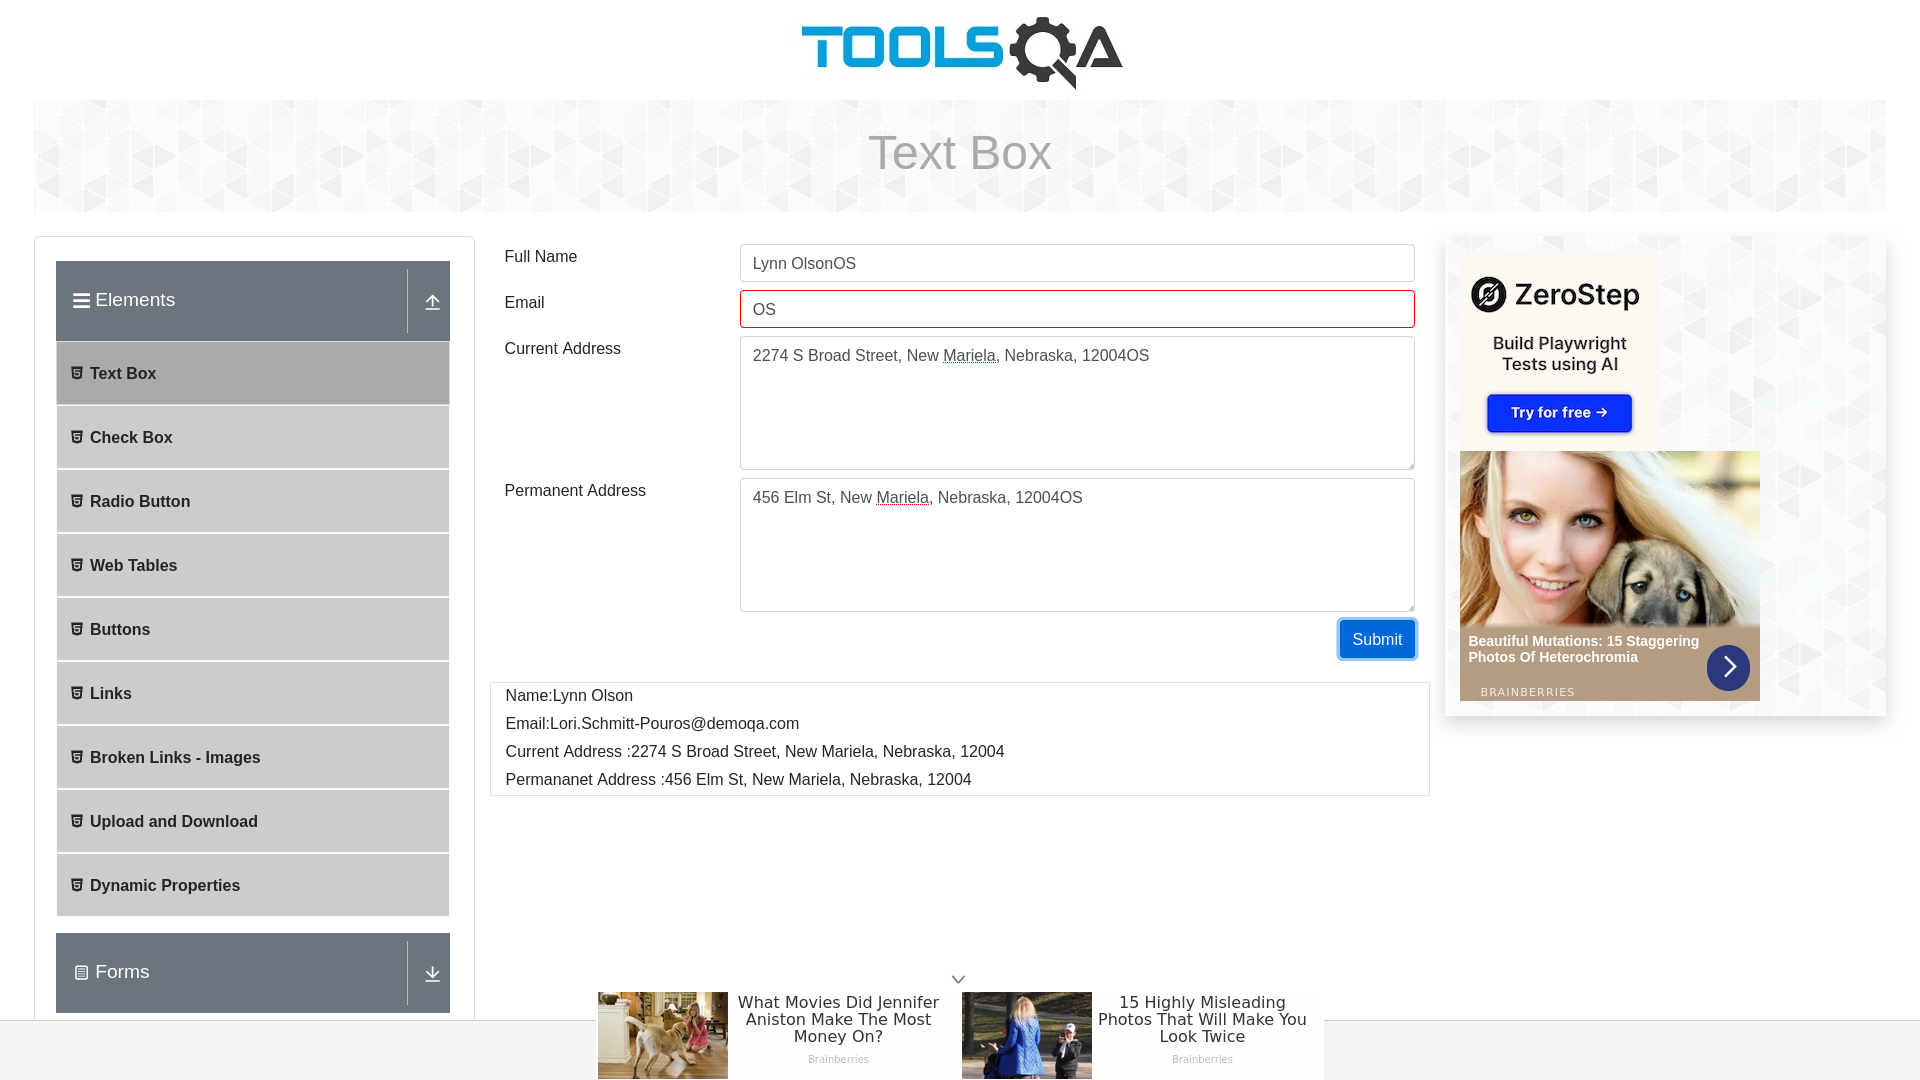 TOOLSQA
Text Box
Elements
Text Box
Check Box
Radio Button
Web Tables
Buttons
Links
Broken Links - Images
Upload and Download
Dynamic Properties
Forms
Full Name
Lynn OlsonOS
Email
OS
Current Address
2274 S Broad Street, New Mariela, Nebraska, 12004OS
Permanent Address
456 Elm St, New Mariela, Nebraska, 12004OS
Submit
Name:Lynn Olson
Email:Lori.Schmitt-Pouros@demoqa.com
Current Address :2274 S Broad Street, New Mariela, Nebraska, 12004
Permananet Address :456 Elm St, New Mariela, Nebraska, 12004
ZeroStep
Build Playwright
Tests using AI
Try for free →
Beautiful Mutations: 15 Staggering
Photos Of Heterochromia
BRAINBERRIES
What Movies Did Jennifer
Aniston Make The Most
Money On?
Brainberries
15 Highly Misleading
Photos That Will Make You
Look Twice
Brainberries